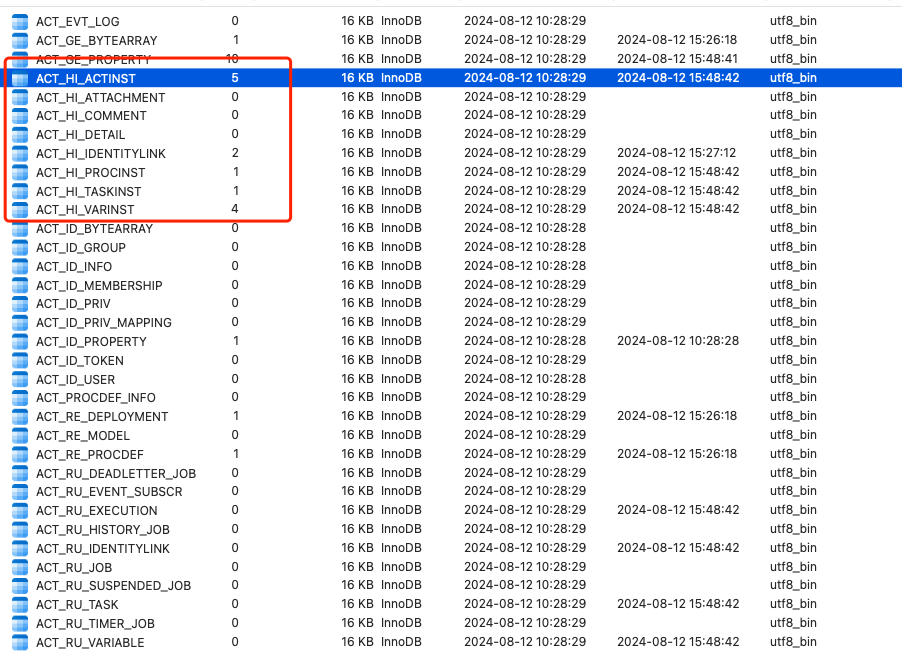 ACT_EVT_LOG 0 16 KB InnoDB 2024-08-12 10:28:29 utf8_bin
ACT_GE_BYTEARRAY 1 16 KB InnoDB 2024-08-12 10:28:29 2024-08-12 15:26:18 utf8_bin
ACT_GE_PROPERTY 10 16 KB InnoDB 2024-08-12 10:28:29 2024-08-12 15:48:41 utf8_bin
ACT_HI_ACTINST 5 16 KB InnoDB 2024-08-12 10:28:29 2024-08-12 15:48:42 utf8_bin
ACT_HI_ATTACHMENT 0 16 KB InnoDB 2024-08-12 10:28:29 utf8_bin
ACT_HI_COMMENT 0 16 KB InnoDB 2024-08-12 10:28:29 utf8_bin
ACT_HI_DETAIL 0 16 KB InnoDB 2024-08-12 10:28:29 utf8_bin
ACT_HI_IDENTITYLINK 2 16 KB InnoDB 2024-08-12 10:28:29 2024-08-12 15:27:12 utf8_bin
ACT_HI_PROCINST 1 16 KB InnoDB 2024-08-12 10:28:29 2024-08-12 15:48:42 utf8_bin
ACT_HI_TASKINST 1 16 KB InnoDB 2024-08-12 10:28:29 2024-08-12 15:48:42 utf8_bin
ACT_HI_VARINST 4 16 KB InnoDB 2024-08-12 10:28:29 2024-08-12 15:48:42 utf8_bin
ACT_ID_BYTEARRAY 0 16 KB InnoDB 2024-08-12 10:28:28 utf8_bin
ACT_ID_GROUP 0 16 KB InnoDB 2024-08-12 10:28:28 utf8_bin
ACT_ID_INFO 0 16 KB InnoDB 2024-08-12 10:28:28 utf8_bin
ACT_ID_MEMBERSHIP 0 16 KB InnoDB 2024-08-12 10:28:29 utf8_bin
ACT_ID_PRIV 0 16 KB InnoDB 2024-08-12 10:28:29 utf8_bin
ACT_ID_PRIV_MAPPING 0 16 KB InnoDB 2024-08-12 10:28:29 utf8_bin
ACT_ID_PROPERTY 1 16 KB InnoDB 2024-08-12 10:28:28 2024-08-12 10:28:28 utf8_bin
ACT_ID_TOKEN 0 16 KB InnoDB 2024-08-12 10:28:29 utf8_bin
ACT_ID_USER 0 16 KB InnoDB 2024-08-12 10:28:28 utf8_bin
ACT_PROCDEF_INFO 0 16 KB InnoDB 2024-08-12 10:28:29 utf8_bin
ACT_RE_DEPLOYMENT 1 16 KB InnoDB 2024-08-12 10:28:29 2024-08-12 15:26:18 utf8_bin
ACT_RE_MODEL 0 16 KB InnoDB 2024-08-12 10:28:29 utf8_bin
ACT_RE_PROCDEF 1 16 KB InnoDB 2024-08-12 10:28:29 2024-08-12 15:26:18 utf8_bin
ACT_RU_DEADLETTER_JOB 0 16 KB InnoDB 2024-08-12 10:28:29 utf8_bin
ACT_RU_EVENT_SUBSCR 0 16 KB InnoDB 2024-08-12 10:28:29 utf8_bin
ACT_RU_EXECUTION 0 16 KB InnoDB 2024-08-12 10:28:29 2024-08-12 15:48:42 utf8_bin
ACT_RU_HISTORY_JOB 0 16 KB InnoDB 2024-08-12 10:28:29 utf8_bin
ACT_RU_IDENTITYLINK 0 16 KB InnoDB 2024-08-12 10:28:29 2024-08-12 15:48:42 utf8_bin
ACT_RU_JOB 0 16 KB InnoDB 2024-08-12 10:28:29 utf8_bin
ACT_RU_SUSPENDED_JOB 0 16 KB InnoDB 2024-08-12 10:28:29 utf8_bin
ACT_RU_TASK 0 16 KB InnoDB 2024-08-12 10:28:29 2024-08-12 15:48:42 utf8_bin
ACT_RU_TIMER_JOB 0 16 KB InnoDB 2024-08-12 10:28:29 utf8_bin
ACT_RU_VARIABLE 0 16 KB InnoDB 2024-08-12 10:28:29 2024-08-12 15:48:42 utf8_bin